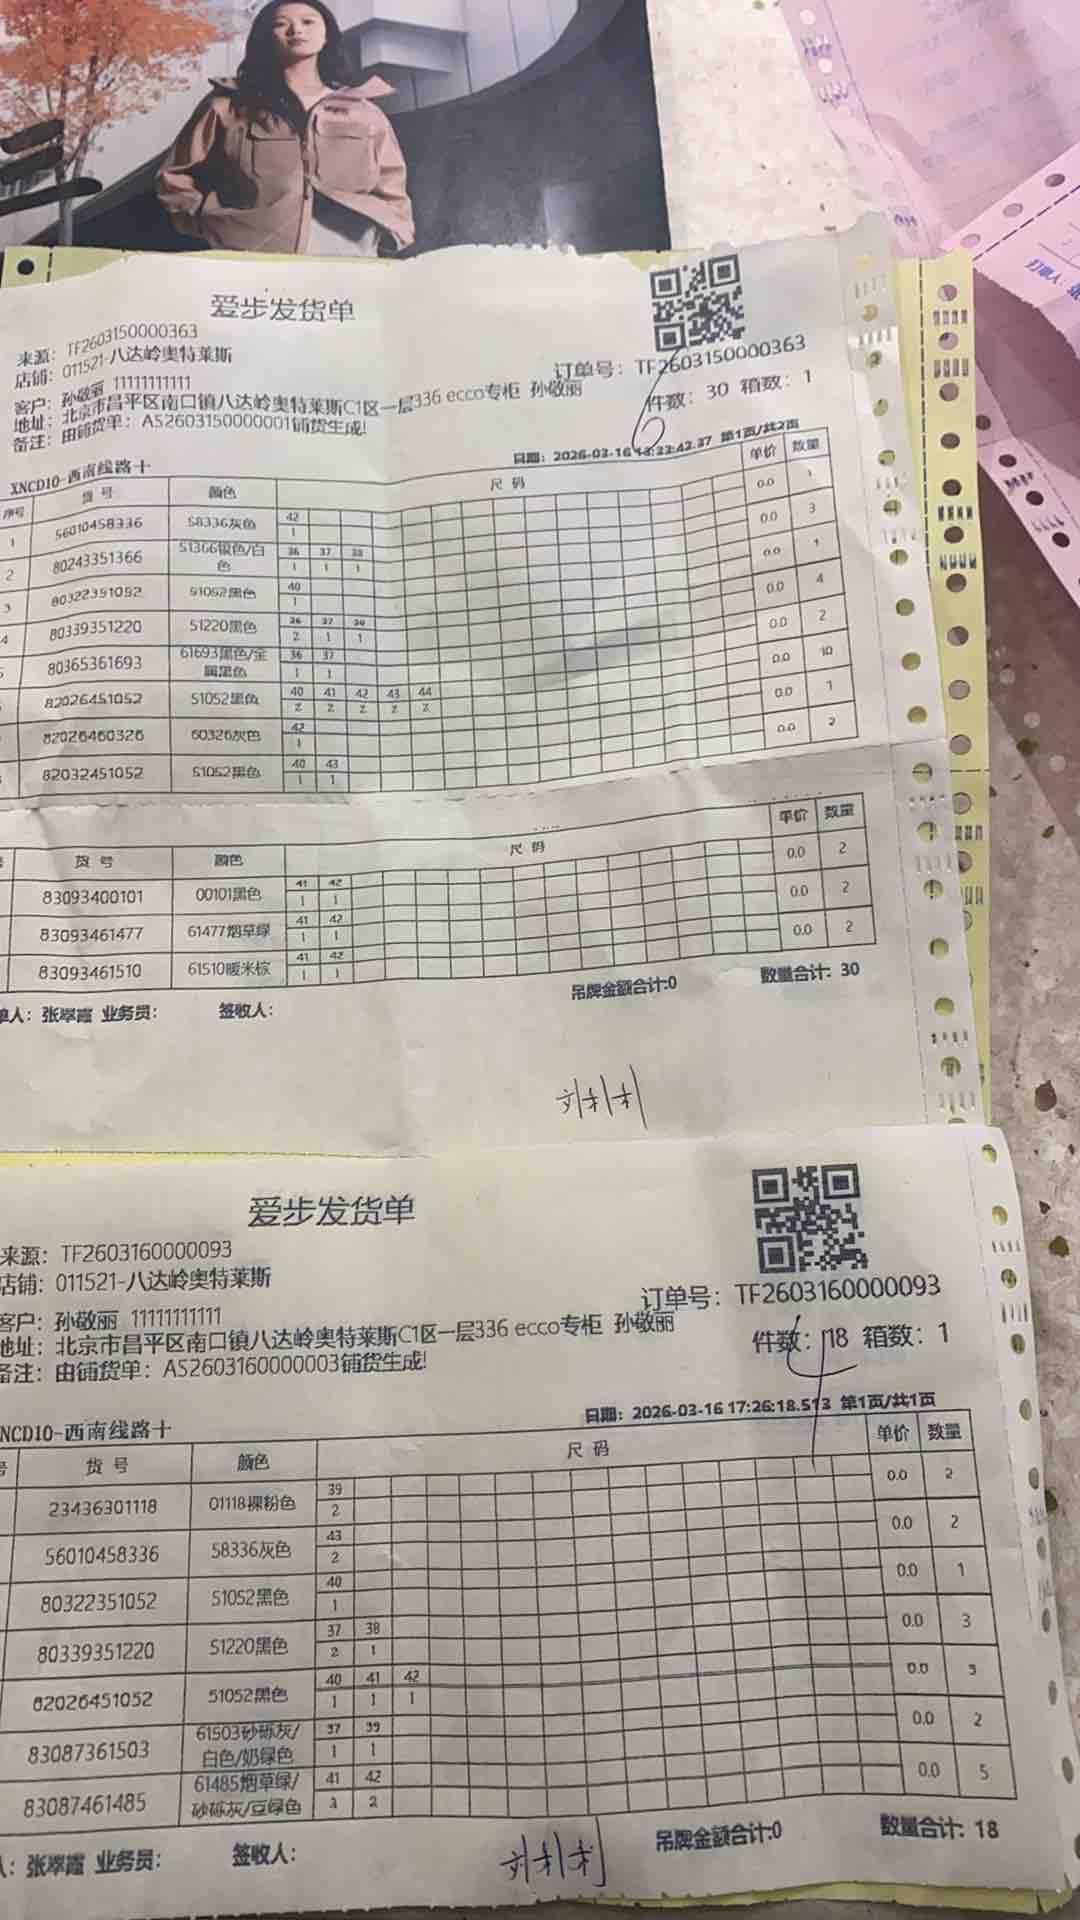 爱步发货单
来源: TF2603150000363
店铺: 011521-八达岭奥特莱斯
订单号: TF2603150000363
客户: 孙敬丽 11111111111
件数: 30 箱数: 1
地址: 北京市昌平区南口镇八达岭奥特莱斯C1区一层336 ecco专柜 孙敬丽
备注: 由铺货单: AS2603150000001铺货生成!
6
XNCD10-西南线路十
日期: 2026-03-16 第1页/共2页
序号 货 号 颜色 尺 码 单价 数量
42
1 56010458336 58336灰色 1 0.0 1
36 37 38
2 80243351366 51366银色/白色 1 1 1 0.0 3
40
3 80322351052 51052黑色 1 0.0 1
36 37
4 80339351220 51220黑色 2 1 1 0.0 4
36 37
80365361693 61693黑色/金属黑色 1 1 0.0 2
40 41 42 43 44
82026451052 51052黑色 2 2 2 2 2 0.0 10
42
82026460326 60326灰色 1 0.0 1
40 43
82032451052 51052黑色 1 1 0.0 2
货 号 颜色 尺 码 单价 数量
41 42
83093400101 00101黑色 1 1 0.0 2
41 42
83093461477 61477烟草绿 1 1 0.0 2
41 42
83093461510 61510暖米棕 1 1 0.0 2
吊牌金额合计:0 数量合计: 30
单人: 张翠霞 业务员: 签收人:
爱步发货单
来源: TF2603160000093
店铺: 011521-八达岭奥特莱斯
订单号: TF2603160000093
客户: 孙敬丽 11111111111
件数: 18 箱数: 1
地址: 北京市昌平区南口镇八达岭奥特莱斯C1区一层336 ecco专柜 孙敬丽
备注: 由铺货单: AS2603160000003铺货生成!
XNCD10-西南线路十
日期: 2026-03-16 17:26:18.513 第1页/共1页
号 货 号 颜色 尺 码 单价 数量
39
23436301118 01118裸粉色 2 0.0 2
43
56010458336 58336灰色 2 0.0 2
40
80322351052 51052黑色 1 0.0 1
37 38
80339351220 51220黑色 2 1 0.0 3
40 41 42
82026451052 51052黑色 1 1 1 0.0 3
37 39
83087361503 61503砂砾灰/白色/奶绿色 1 1 0.0 2
41 42
83087461485 61485烟草绿/砂砾灰/豆绿色 3 2 0.0 5
吊牌金额合计:0 数量合计: 18
人: 张翠霞 业务员: 签收人: